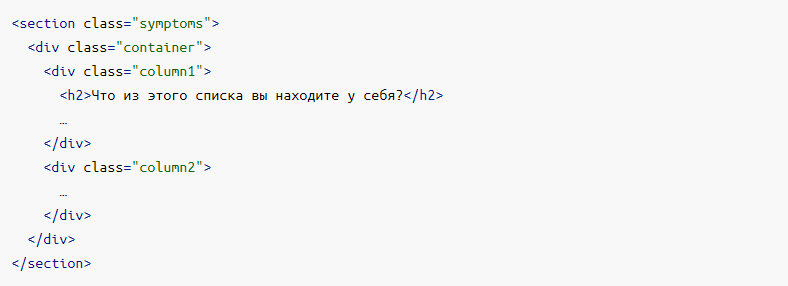 <section class="symptoms">
  <div class="container">
    <div class="column1">
      <h2>Что из этого списка вы находите у себя?</h2>
      …
    </div>
    <div class="column2">
      …
    </div>
  </div>
</section>